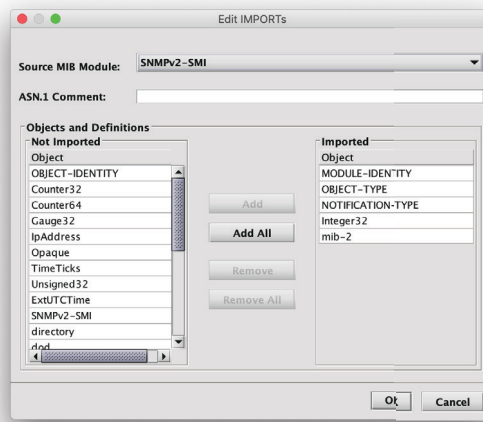 Edit IMPORTs
Source MIB Module:
SNMPv2-SMI
ASN.1 Comment:
Objects and Definitions
Not Imported
Object
OBJECT-IDENTITY
Counter32
Counter64
Gauge32
IpAddress
Opaque
TimeTicks
Unsigned32
ExtUTCTime
SNMPv2-SMI
directory
dod
Add
Add All
Remove
Remove All
Imported
Object
MODULE-IDENTITY
OBJECT-TYPE
NOTIFICATION-TYPE
Integer32
mib-2
Ok
Cancel